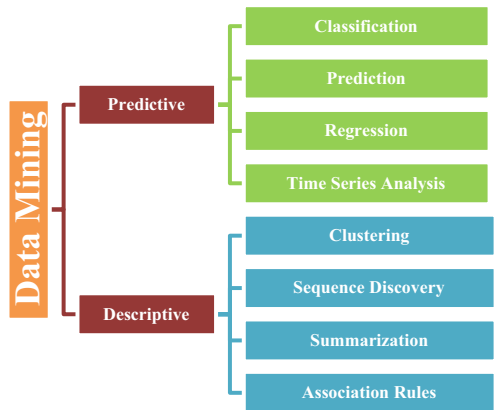 Data Mining
Predictive
Classification
Prediction
Regression
Time Series Analysis
Descriptive
Clustering
Sequence Discovery
Summarization
Association Rules